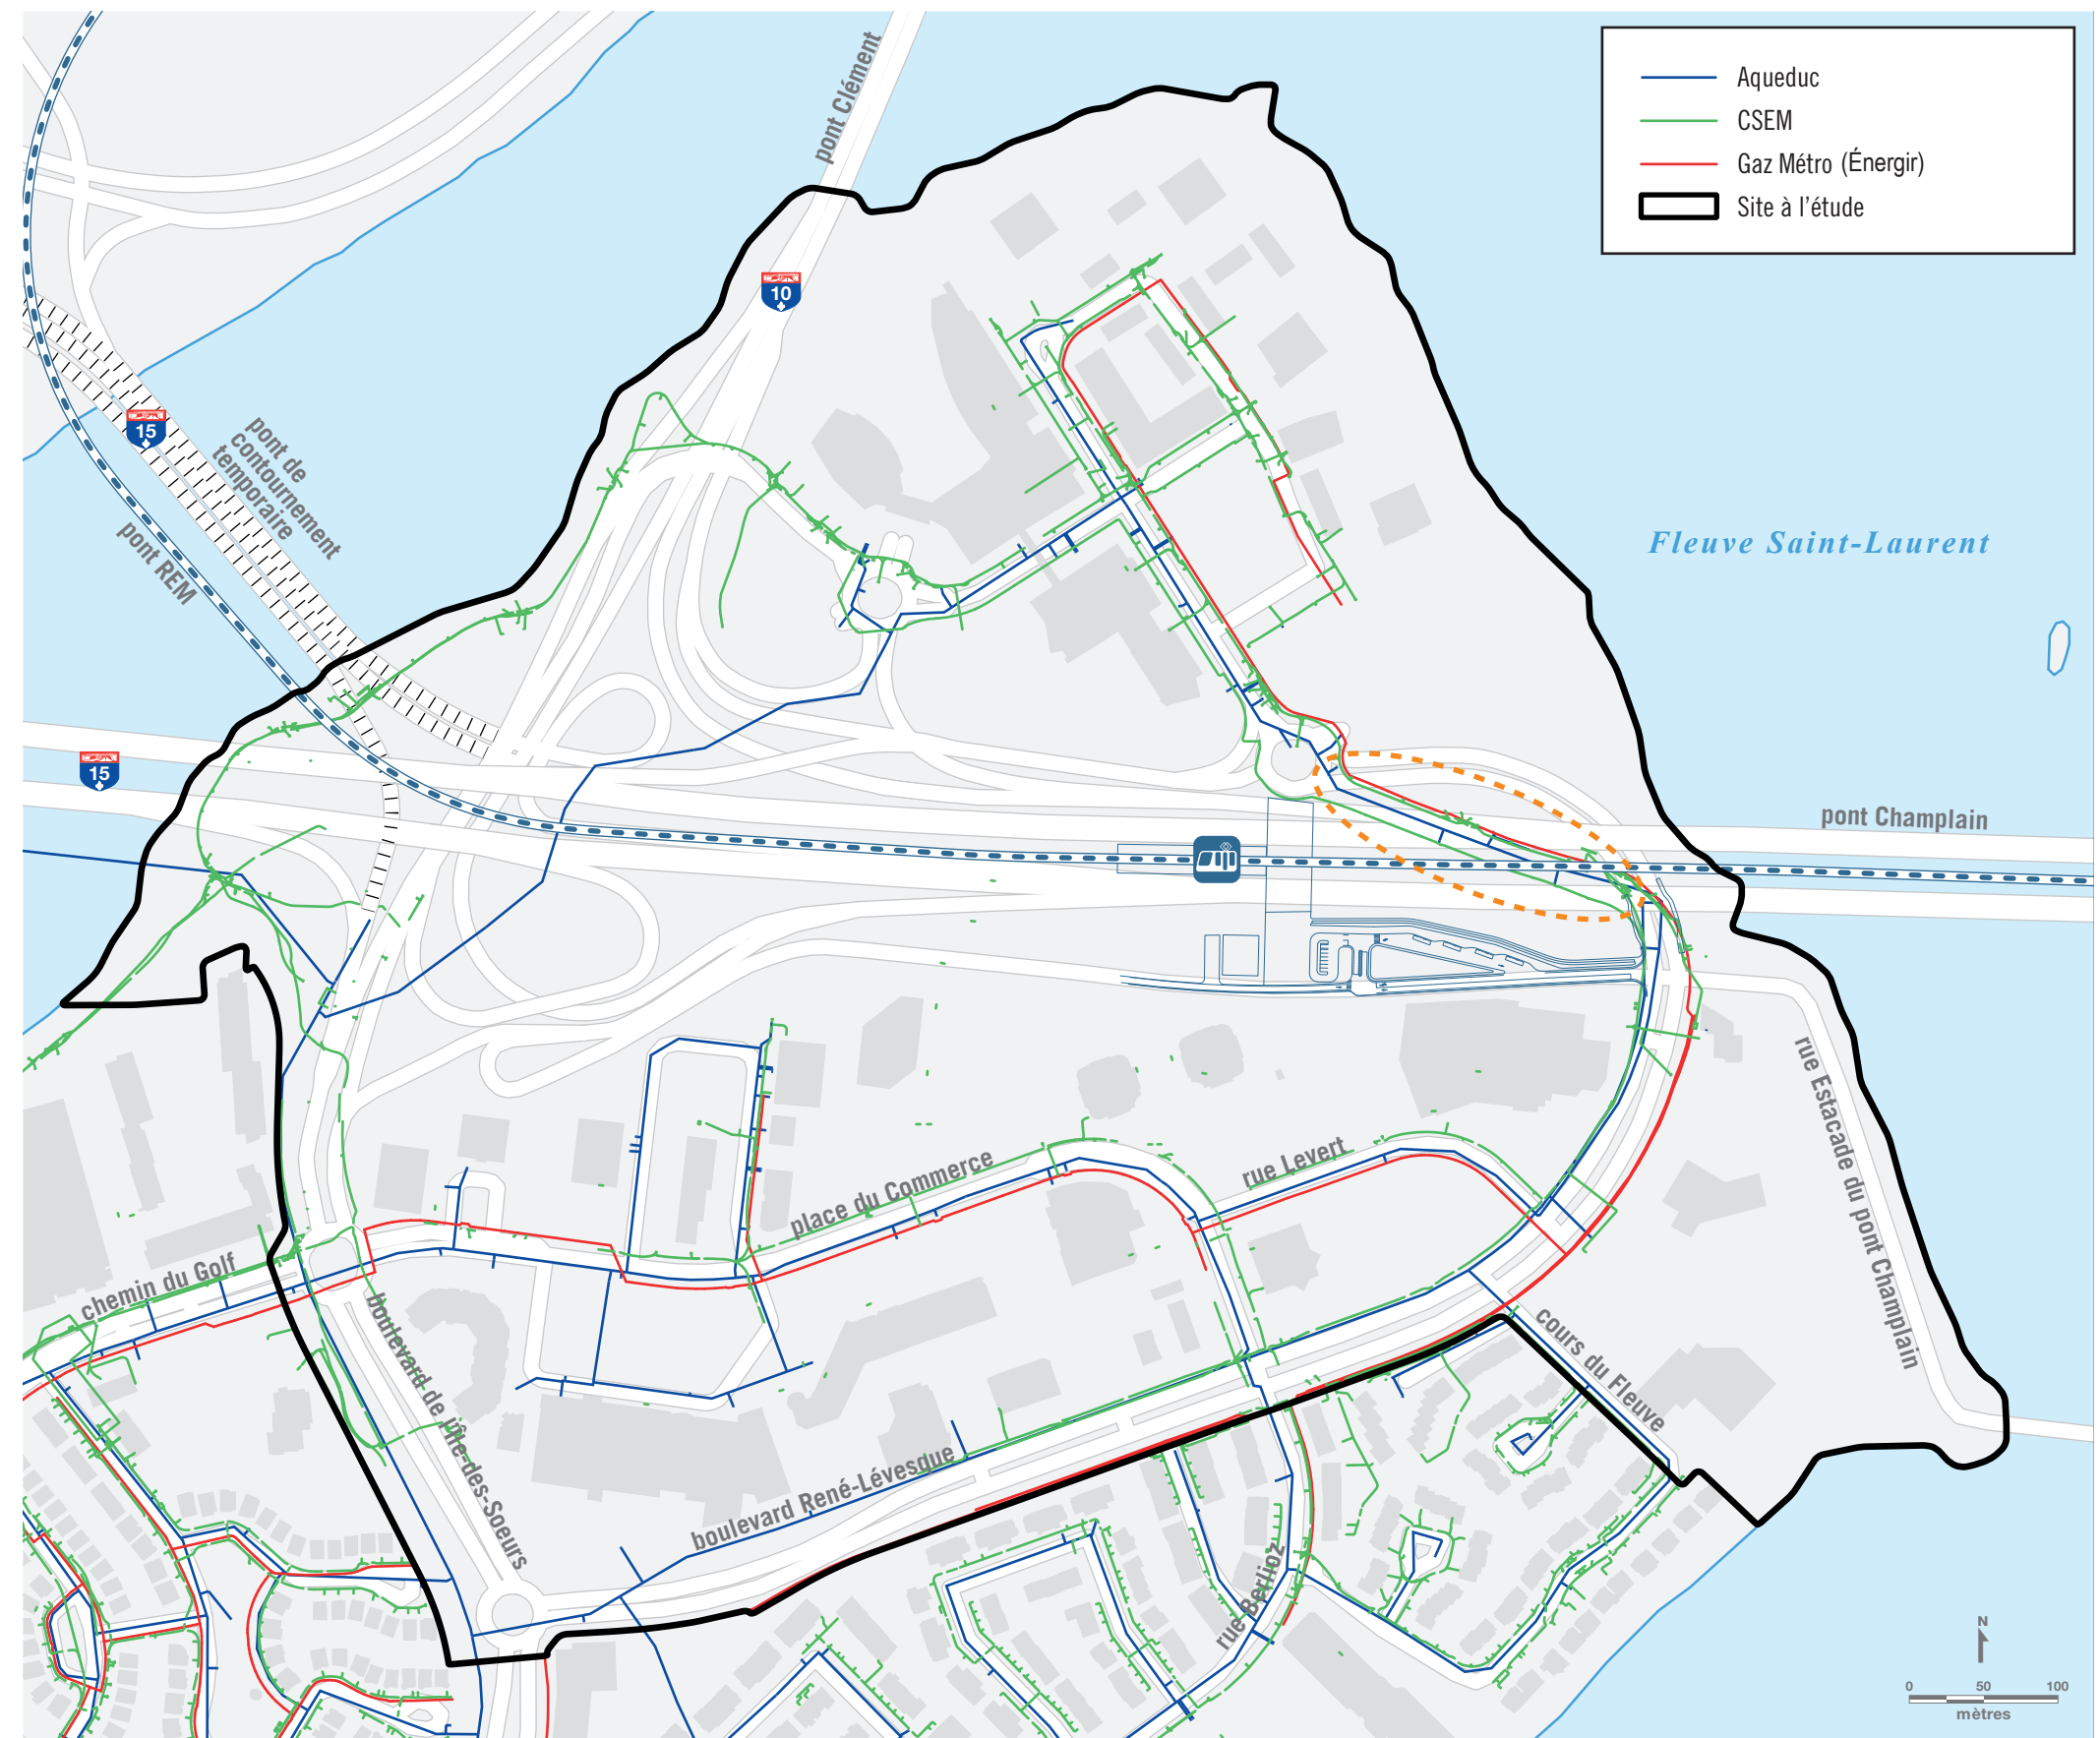 Aqueduc
CSEM
Gaz Métro (Énergir)
Site à l'étude
pont Clément
10
15
pont de
contournement
temporaire
pont REM
Fleuve Saint-Laurent
15
pont Champlain
rue Estacade du pont Champlain
rue Levert
place du Commerce
chemin du Golf
boulevard de l'Île-des-Soeurs
cours du Fleuve
boulevard René-Lévesque
rue Berlioz
N
0 50 100
mètres